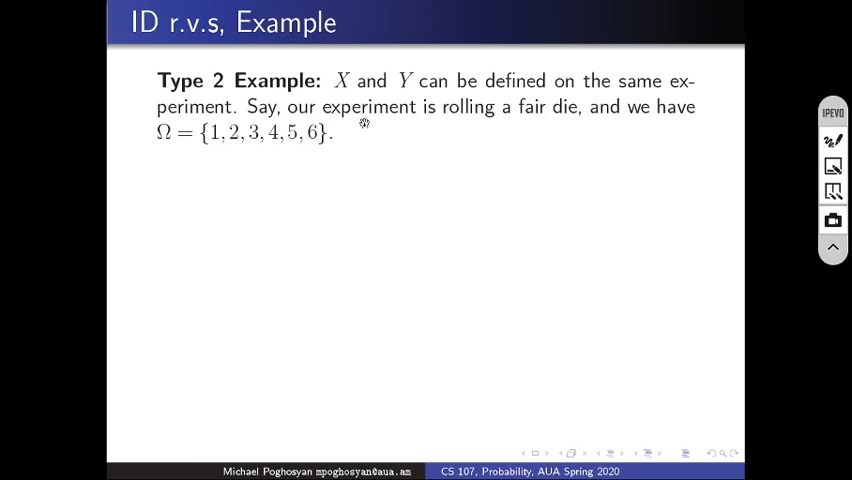 ID r.v.s, Example
Type 2 Example: X and Y can be defined on the same ex-
periment. Say, our experiment is rolling a fair die, and we have
Ω = {1, 2, 3, 4, 5, 6}.
IPEVO
Michael Poghosyan mpoghosyan@aua.am CS 107, Probability, AUA Spring 2020